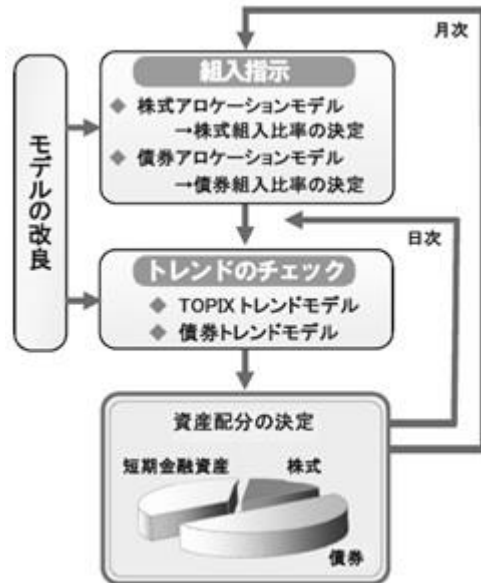 月次
組入指示
◆ 株式アロケーションモデル
→株式組入比率の決定
◆ 債券アロケーションモデル
→債券組入比率の決定
モデルの改良
日次
トレンドのチェック
◆ TOPIXトレンドモデル
◆ 債券トレンドモデル
資産配分の決定
短期金融資産
株式
債券